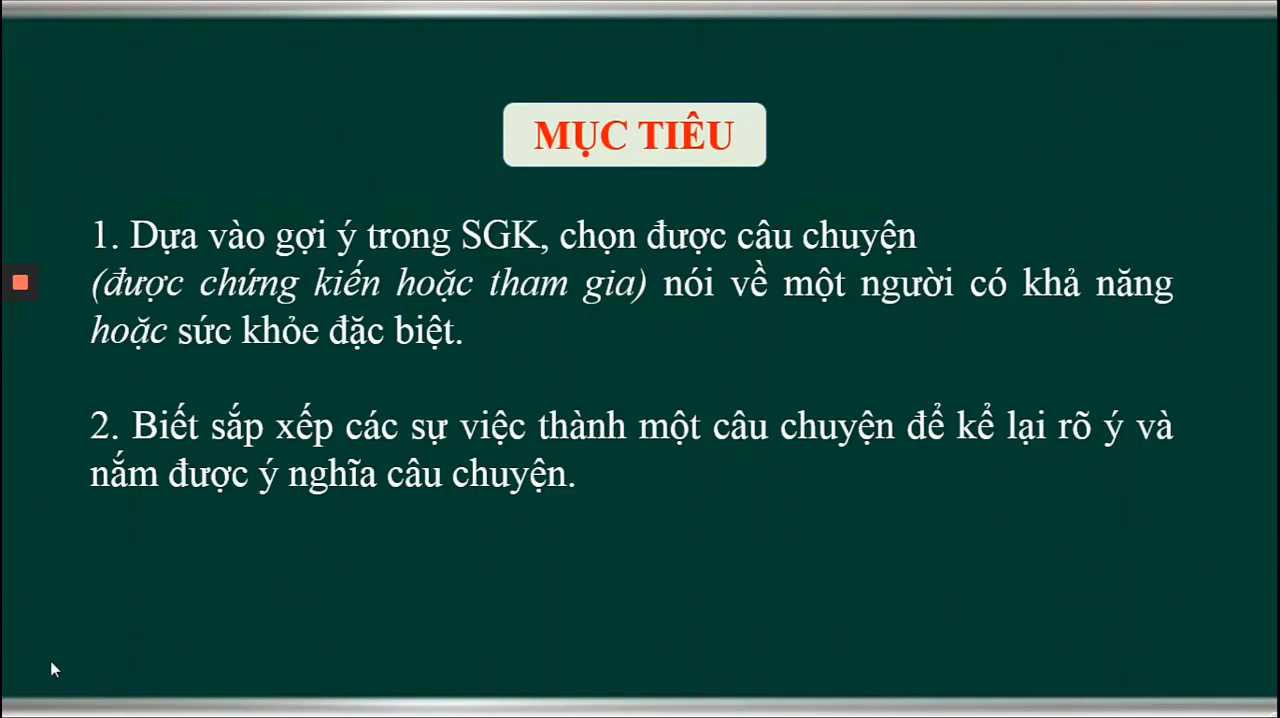 MỤC TIÊU
1. Dựa vào gợi ý trong SGK, chọn được câu chuyện
(được chứng kiến hoặc tham gia) nói về một người có khả năng
hoặc sức khỏe đặc biệt.
2. Biết sắp xếp các sự việc thành một câu chuyện để kể lại rõ ý và
nắm được ý nghĩa câu chuyện.